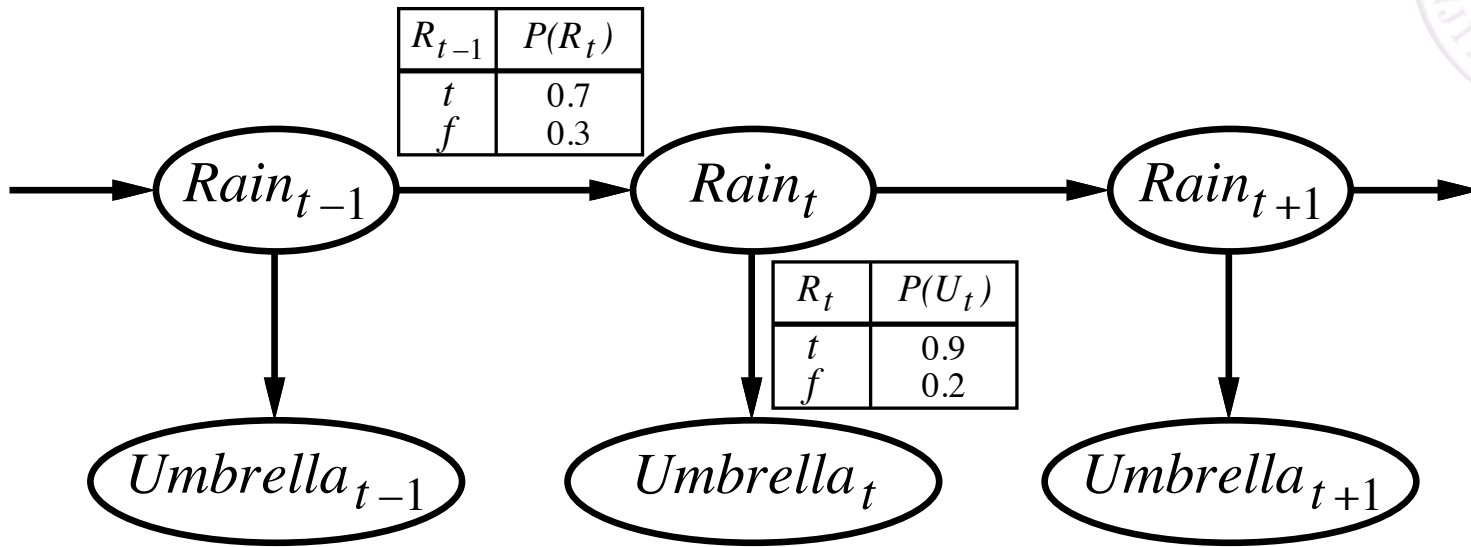 R_{t-1} P(R_t)
t 0.7
f 0.3
Rain_{t-1} Rain_t Rain_{t+1}
R_t P(U_t)
t 0.9
f 0.2
Umbrella_{t-1} Umbrella_t Umbrella_{t+1}